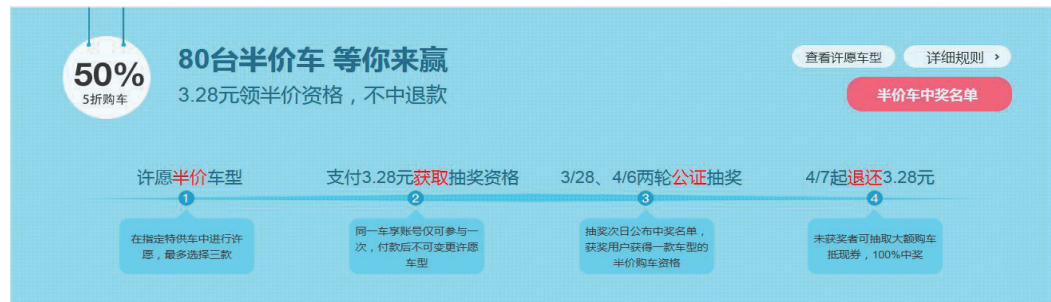 50%
5折购车
80台半价车 等你来赢
3.28元领半价资格，不中退款
查看许愿车型
详细规则 ›
半价车中奖名单
许愿半价车型
支付3.28元获取抽奖资格
3/28、4/6两轮公证抽奖
4/7起退还3.28元
1
2
3
4
在指定特供车中进行许
愿，最多选择三款
同一车享账号仅可参与一
次，付款后不可变更许愿
车型
抽奖次日公布中奖名单，
获奖用户获得一款车型的
半价购车资格
未获奖者可抽取大额购车
抵现券，100%中奖